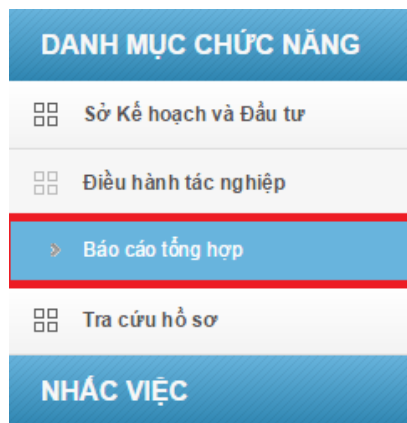 DANH MỤC CHỨC NĂNG
Sở Kế hoạch và Đầu tư
Điều hành tác nghiệp
Báo cáo tổng hợp
Tra cứu hồ sơ
NHẮC VIỆC